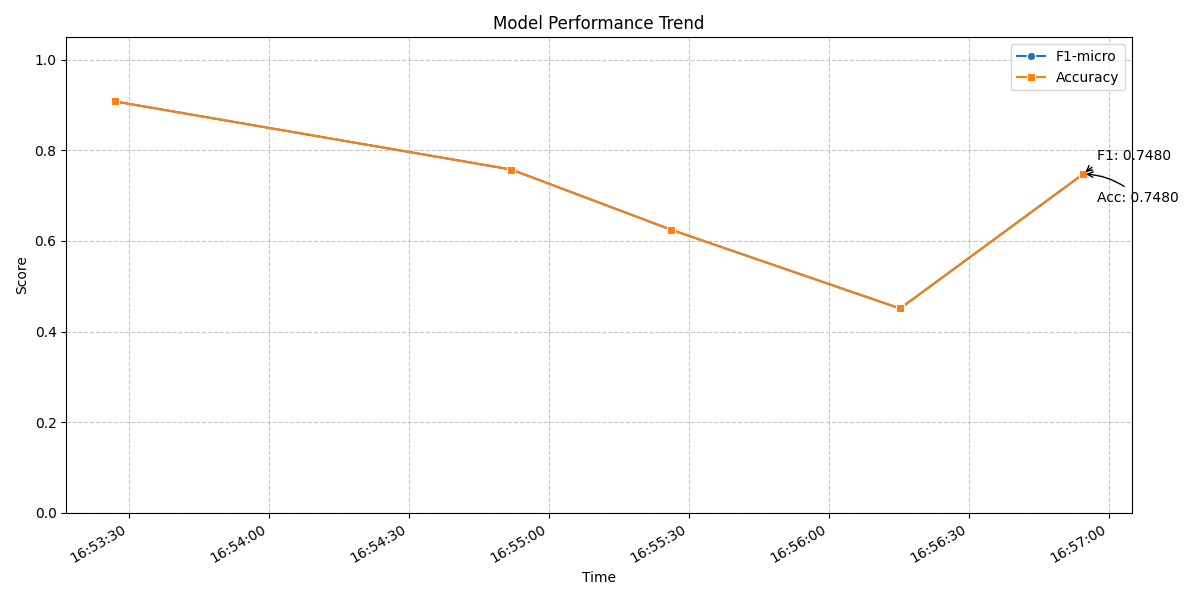 Model Performance Trend
F1-micro
Accuracy
F1: 0.7480
Acc: 0.7480
Score
1.0
0.8
0.6
0.4
0.2
0.0
16:53:30
16:54:00
16:54:30
16:55:00
16:55:30
16:56:00
16:56:30
16:57:00
Time